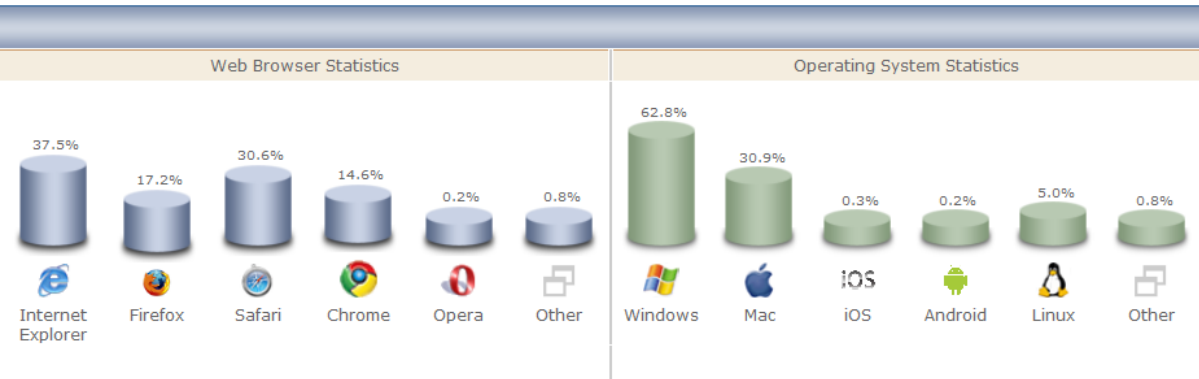 Web Browser Statistics
Operating System Statistics
37.5%
17.2%
30.6%
14.6%
0.2%
0.8%
62.8%
30.9%
0.3%
0.2%
5.0%
0.8%
iOS
Internet
Explorer
Firefox
Safari
Chrome
Opera
Other
Windows
Mac
iOS
Android
Linux
Other